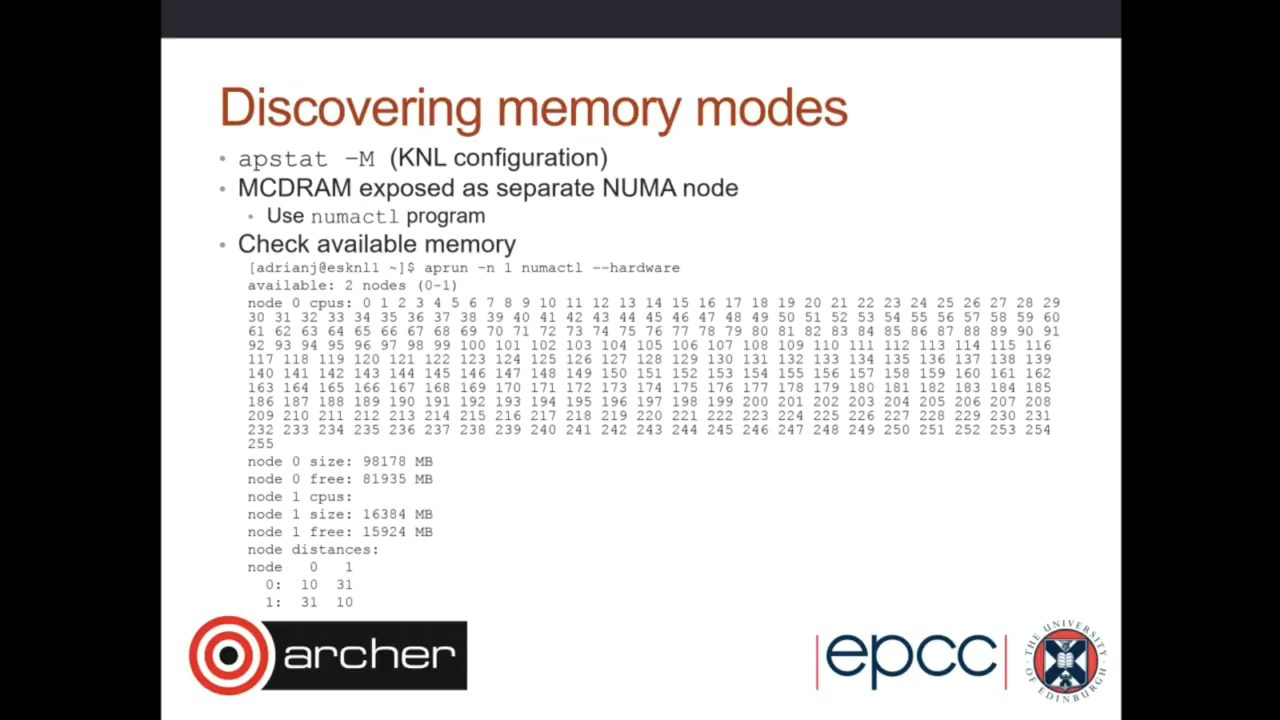 Discovering memory modes
• apstat –M (KNL configuration)
• MCDRAM exposed as separate NUMA node
• Use numactl program
• Check available memory
[adrianj@esknl1 ~]$ aprun -n 1 numactl --hardware
available: 2 nodes (0-1)
node 0 cpus: 0 1 2 3 4 5 6 7 8 9 10 11 12 13 14 15 16 17 18 19 20 21 22 23 24 25 26 27 28 29
30 31 32 33 34 35 36 37 38 39 40 41 42 43 44 45 46 47 48 49 50 51 52 53 54 55 56 57 58 59 60
61 62 63 64 65 66 67 68 69 70 71 72 73 74 75 76 77 78 79 80 81 82 83 84 85 86 87 88 89 90 91
92 93 94 95 96 97 98 99 100 101 102 103 104 105 106 107 108 109 110 111 112 113 114 115 116
117 118 119 120 121 122 123 124 125 126 127 128 129 130 131 132 133 134 135 136 137 138 139
140 141 142 143 144 145 146 147 148 149 150 151 152 153 154 155 156 157 158 159 160 161 162
163 164 165 166 167 168 169 170 171 172 173 174 175 176 177 178 179 180 181 182 183 184 185
186 187 188 189 190 191 192 193 194 195 196 197 198 199 200 201 202 203 204 205 206 207 208
209 210 211 212 213 214 215 216 217 218 219 220 221 222 223 224 225 226 227 228 229 230 231
232 233 234 235 236 237 238 239 240 241 242 243 244 245 246 247 248 249 250 251 252 253 254
255
node 0 size: 98178 MB
node 0 free: 81935 MB
node 1 cpus:
node 1 size: 16384 MB
node 1 free: 15924 MB
node distances:
node 0 1
0: 10 31
1: 31 10
archer
epcc
THE UNIVERSITY OF EDINBURGH